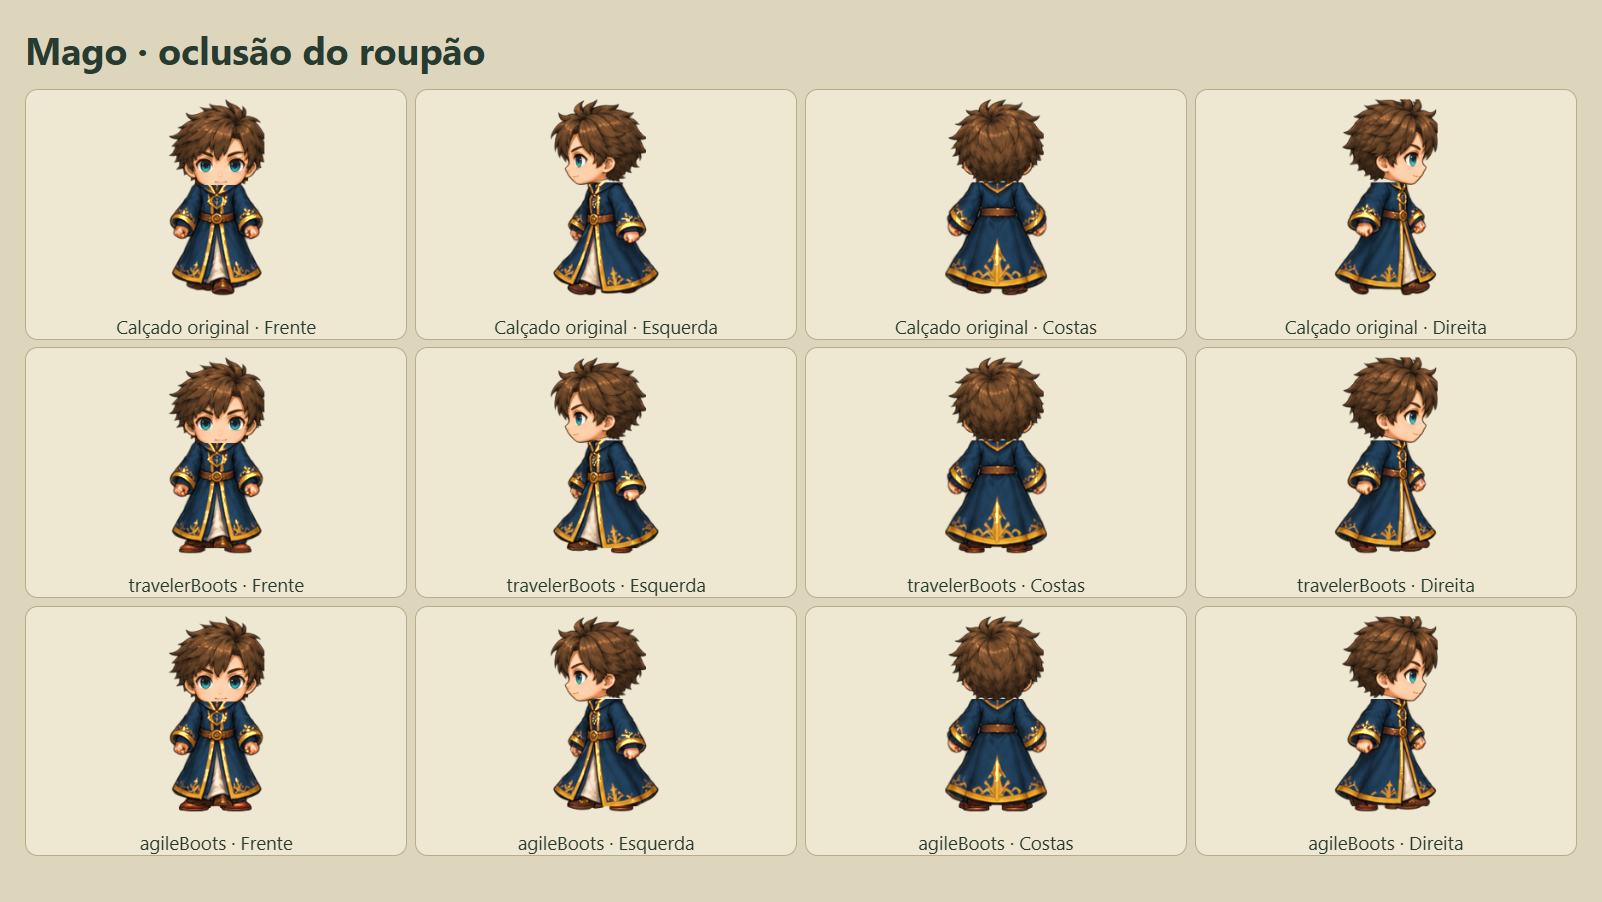 Mago · oclusão do roupão
Calçado original · Frente
Calçado original · Esquerda
Calçado original · Costas
Calçado original · Direita
travelerBoots · Frente
travelerBoots · Esquerda
travelerBoots · Costas
travelerBoots · Direita
agileBoots · Frente
agileBoots · Esquerda
agileBoots · Costas
agileBoots · Direita